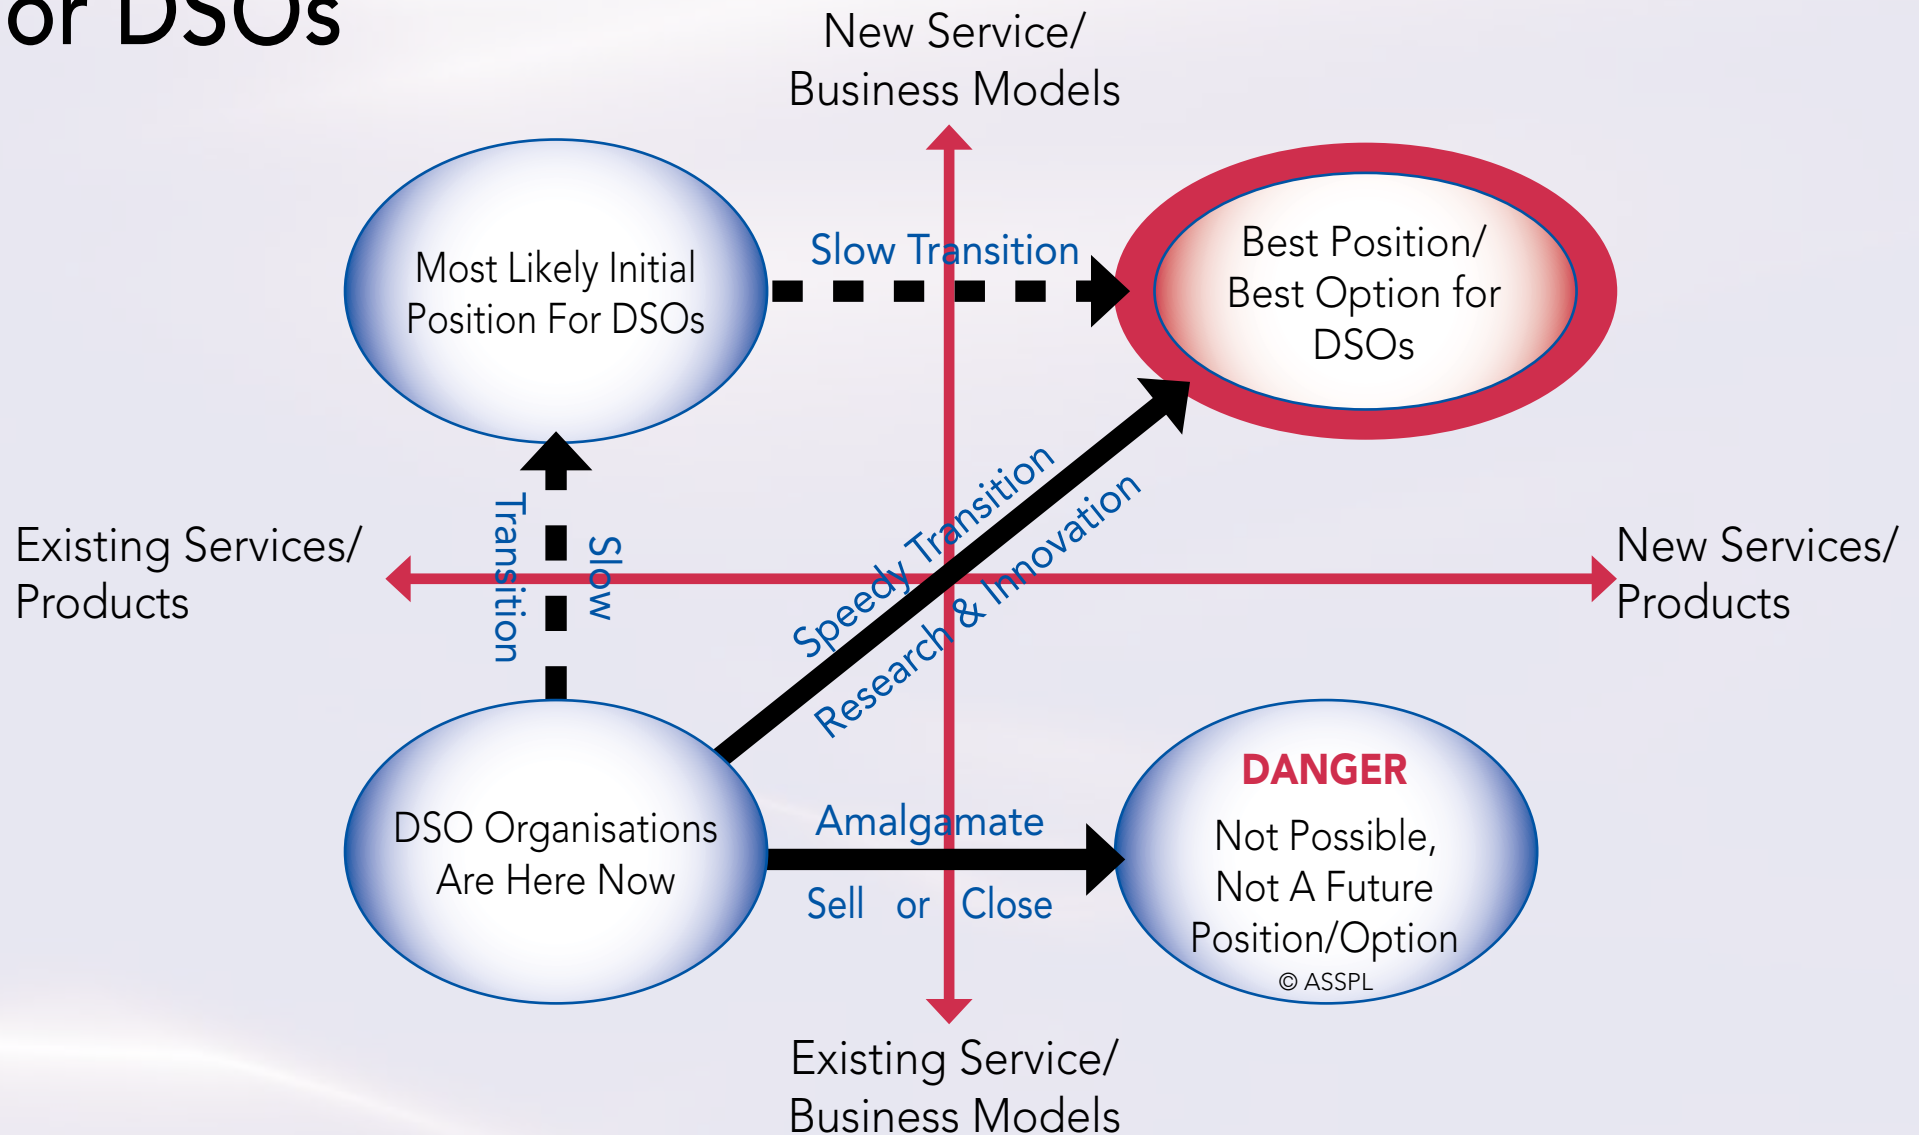 or DSOs
New Service/
Business Models
Most Likely Initial
Position For DSOs
Slow Transition
Best Position/
Best Option for
DSOs
Slow
Transition
Speedy Transition
Research & Innovation
Existing Services/
Products
New Services/
Products
DSO Organisations
Are Here Now
Amalgamate
Sell or Close
DANGER
Not Possible,
Not A Future
Position/Option
© ASSPL
Existing Service/
Business Models